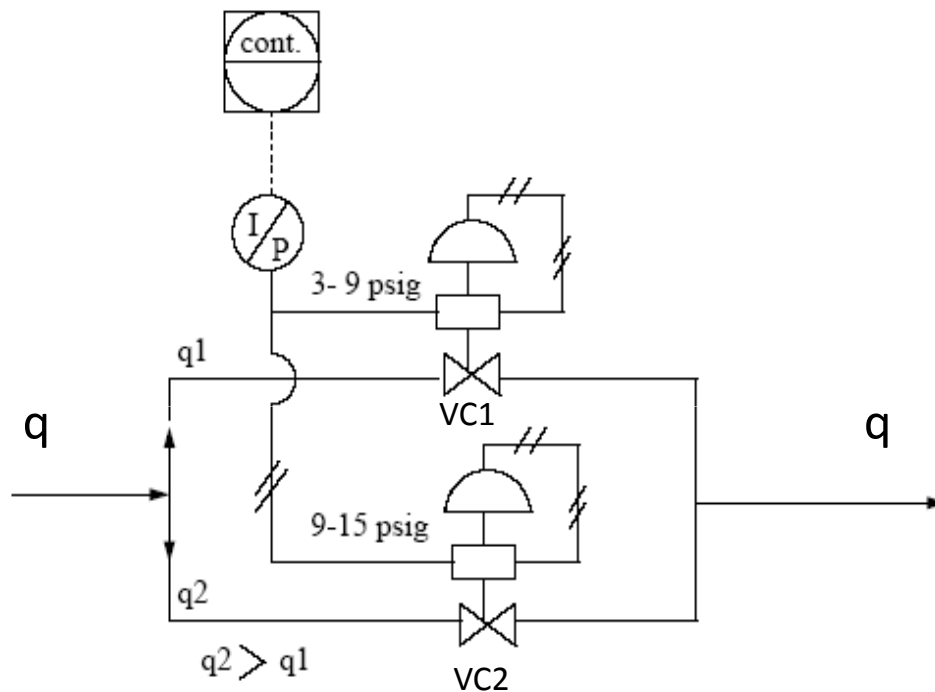 cont.
I
P
3- 9 psig
q1
VC1
q
q
9-15 psig
q2
q2 > q1
VC2